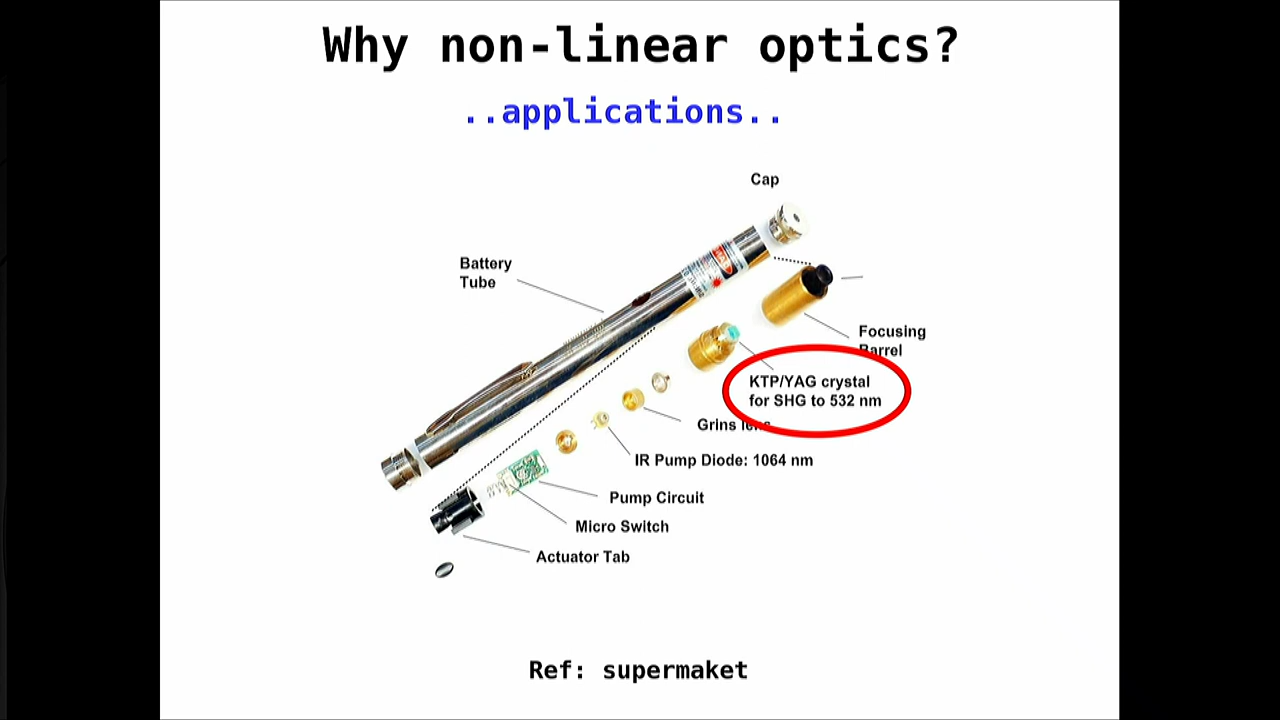 Why non-linear optics?
..applications..
Cap
Battery
Tube
Focusing
Barrel
KTP/YAG crystal
for SHG to 532 nm
Grins lens
IR Pump Diode: 1064 nm
Pump Circuit
Micro Switch
Actuator Tab
Ref: supermaket